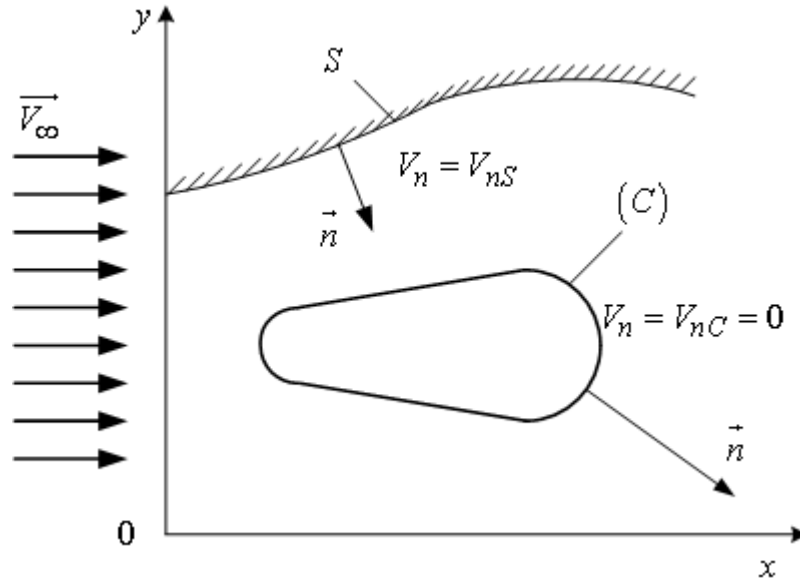 y
S
V∞
Vn = VnS
n
(C)
Vn = VnC = 0
n
0
x